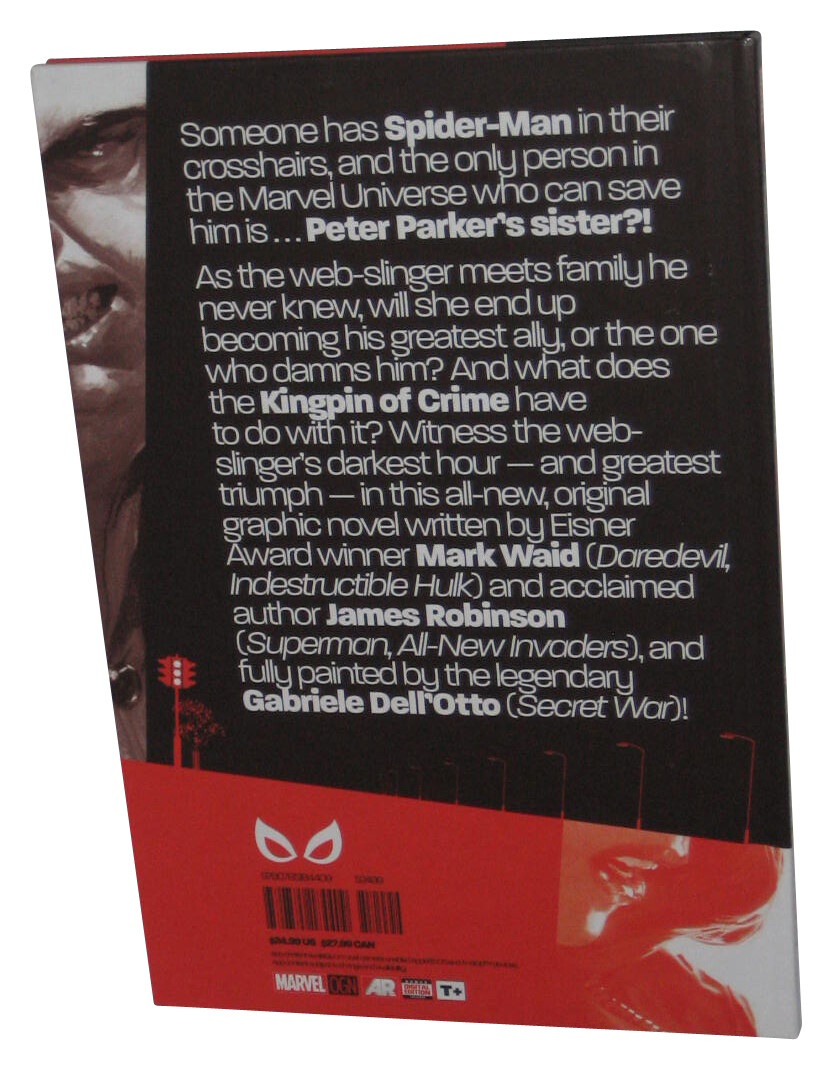 Someone has Spider-Man in their
crosshairs, and the only person in
the Marvel Universe who can save
him is ... Peter Parker's sister?!
As the web-slinger meets family he
never knew, will she end up
becoming his greatest ally, or the one
who damns him? And what does
the Kingpin of Crime have
to do with it? Witness the web-
slinger's darkest hour — and greatest
triumph — in this all-new, original
graphic novel written by Eisner
Award winner Mark Waid (Daredevil,
Indestructible Hulk) and acclaimed
author James Robinson
(Superman, All-New Invaders), and
fully painted by the legendary
Gabriele Dell'Otto (Secret War)!
$24.99 US $27.99 CAN
MARVEL OGN AR DIGITAL EDITION T+